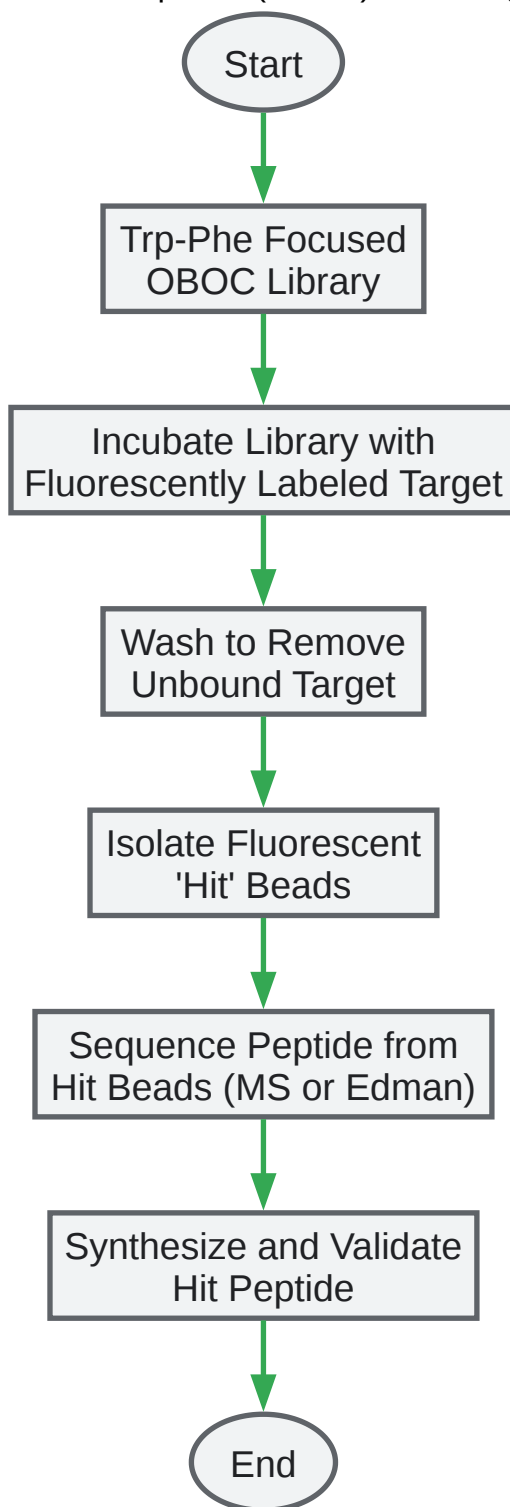 Start
Trp-Phe Focused
OBOC Library
Incubate Library with
Fluorescently Labeled Target
Wash to Remove
Unbound Target
Isolate Fluorescent
'Hit' Beads
Sequence Peptide from
Hit Beads (MS or Edman)
Synthesize and Validate
Hit Peptide
End